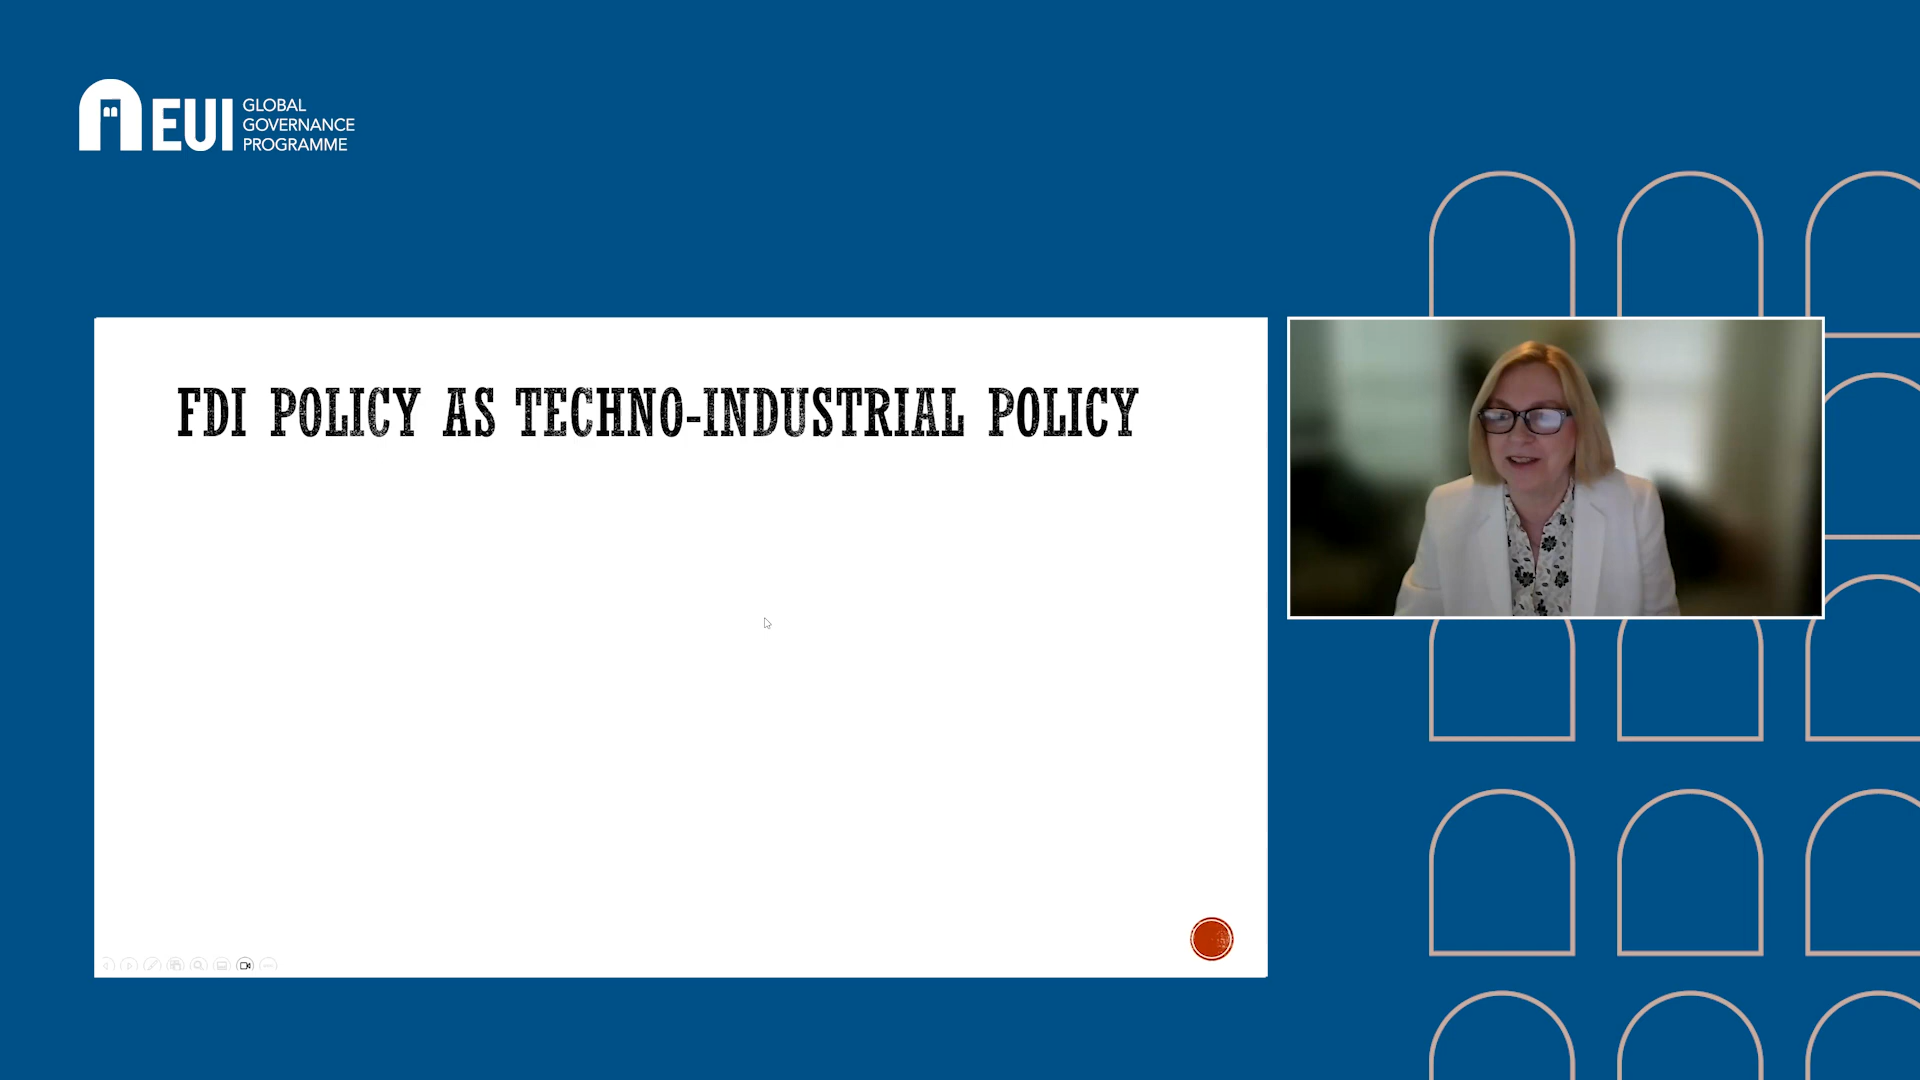 EUI
GLOBAL
GOVERNANCE
PROGRAMME
FDI POLICY AS TECHNO-INDUSTRIAL POLICY